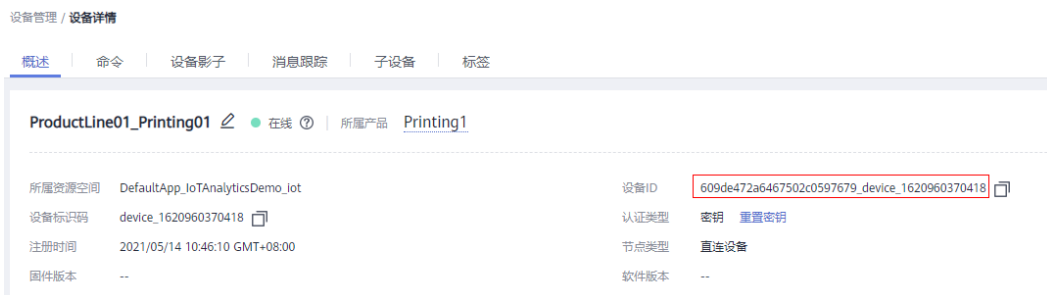 设备管理 / 设备详情
概述 命令 设备影子 消息跟踪 子设备 标签
ProductLine01_Printing01 在线 所属产品 Printing1
所属资源空间 DefaultApp_IoTAnalyticsDemo_iot 设备ID 609de472a6467502c0597679_device_1620960370418
设备标识码 device_1620960370418 认证类型 密钥 重置密钥
注册时间 2021/05/14 10:46:10 GMT+08:00 节点类型 直连设备
固件版本 -- 软件版本 --